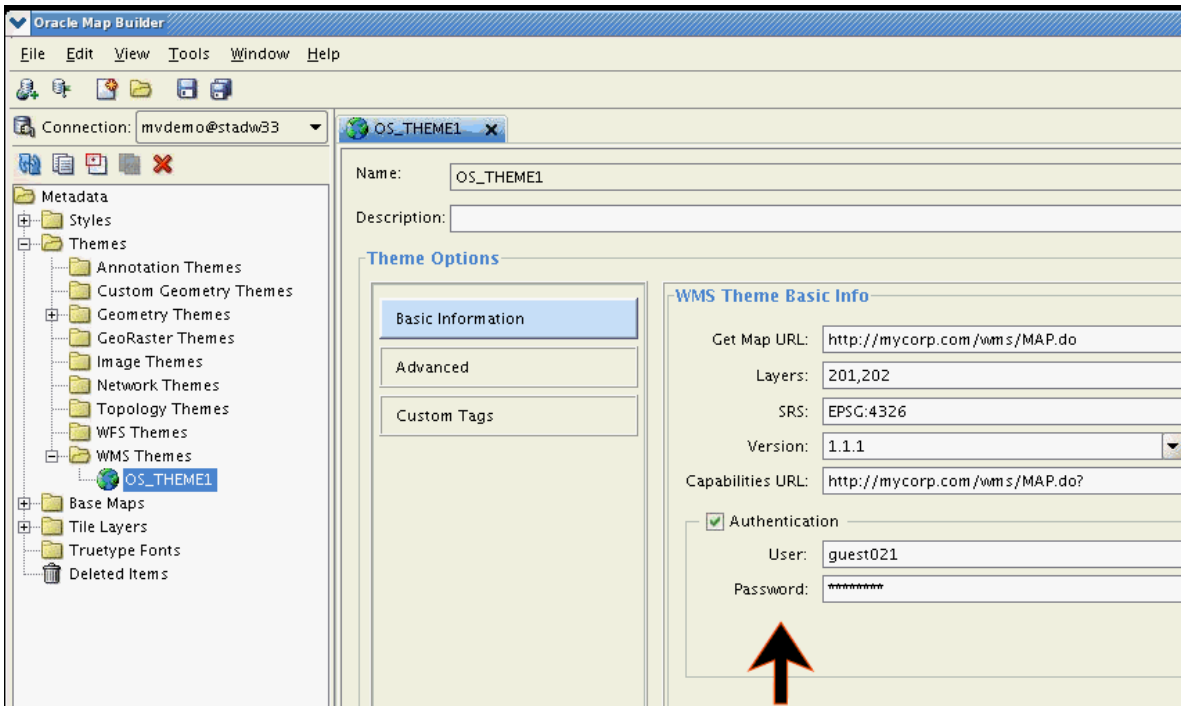 Oracle Map Builder
File Edit View Tools Window Help
Connection: mvdemo@stadw33
OS_THEME1
Metadata
Styles
Themes
Annotation Themes
Custom Geometry Themes
Geometry Themes
GeoRaster Themes
Image Themes
Network Themes
Topology Themes
WFS Themes
WMS Themes
OS_THEME1
Base Maps
Tile Layers
Truetype Fonts
Deleted Items
Name: OS_THEME1
Description:
Theme Options
Basic Information
Advanced
Custom Tags
WMS Theme Basic Info
Get Map URL: http://mycorp.com/wms/MAP.do
Layers: 201,202
SRS: EPSG:4326
Version: 1.1.1
Capabilities URL: http://mycorp.com/wms/MAP.do?
Authentication
User: guest021
Password: ********